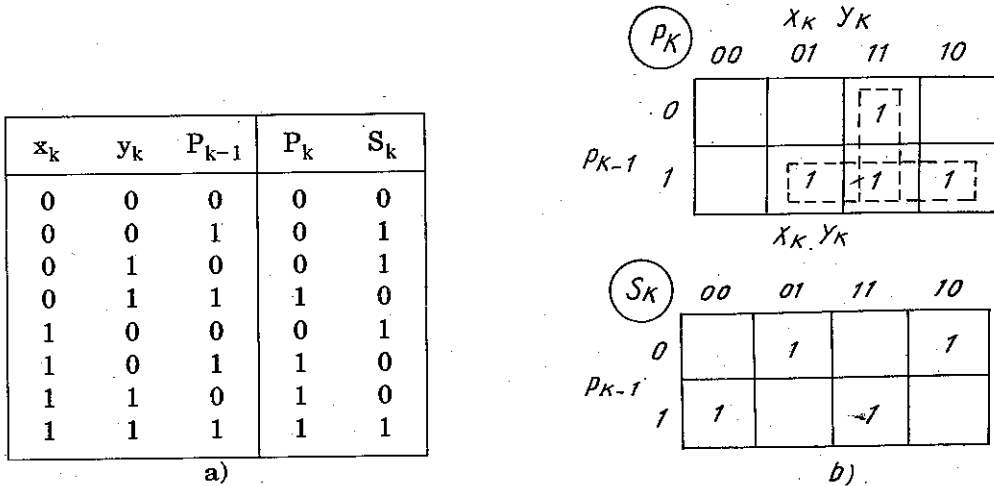 x_k y_k P_{k-1} P_k S_k
0 0 0 0 0
0 0 1 0 1
0 1 0 0 1
0 1 1 1 0
1 0 0 0 1
1 0 1 1 0
1 1 0 1 0
1 1 1 1 1
a)
P_K
X_K Y_K
00 01 11 10
0 1
P_{K-1}
1 1 1 1
X_K Y_K
S_K
00 01 11 10
0 1 1
P_{K-1}
1 1 1
b)